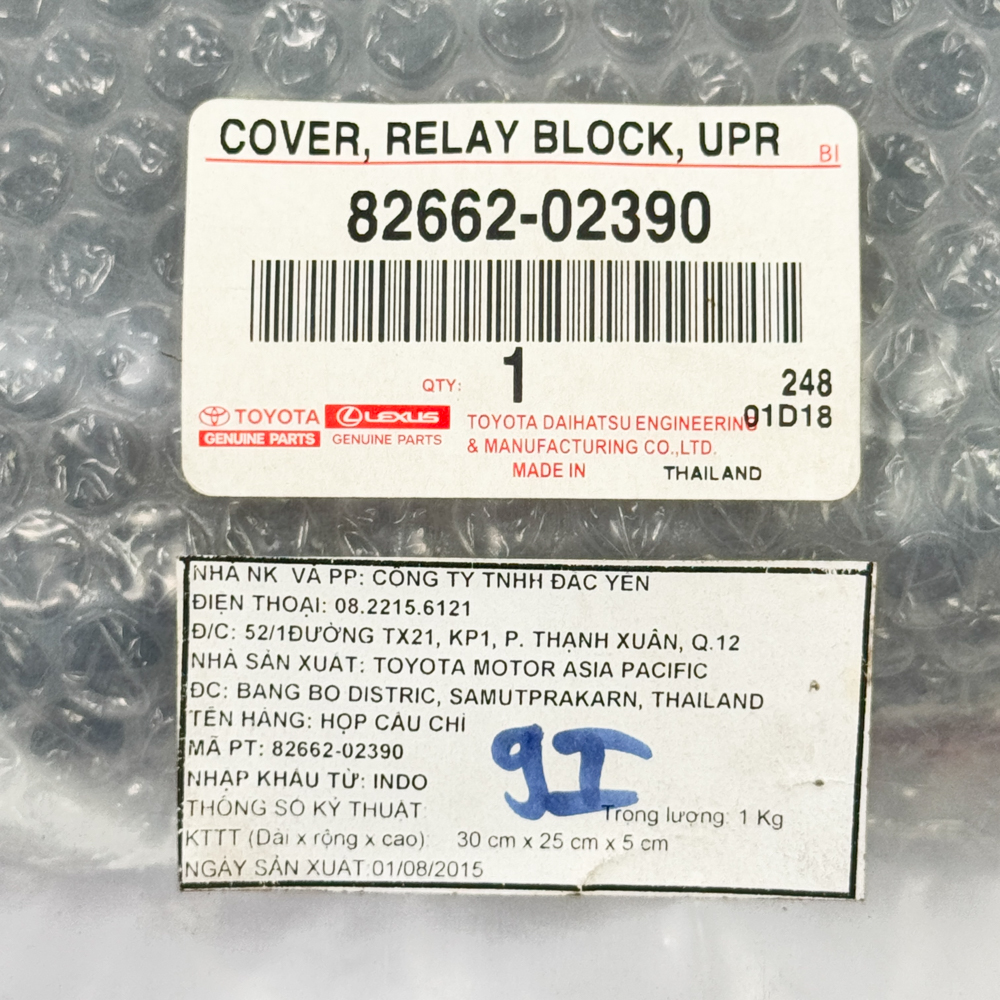 COVER, RELAY BLOCK, UPR BI
82662-02390
QTY: 1
248
01D18
TOYOTA
GENUINE PARTS
LEXUS
GENUINE PARTS
TOYOTA DAIHATSU ENGINEERING
& MANUFACTURING CO.,LTD.
MADE IN THAILAND
NHÀ NK VÀ PP: CÔNG TY TNHH ĐẮC YẾN
ĐIỆN THOẠI: 08.2215.6121
Đ/C: 52/1ĐƯỜNG TX21, KP1, P. THẠNH XUÂN, Q.12
NHÀ SẢN XUẤT: TOYOTA MOTOR ASIA PACIFIC
ĐC: BANG BO DISTRIC, SAMUTPRAKARN, THAILAND
TÊN HÀNG: HỘP CẦU CHÌ
MÃ PT: 82662-02390
NHẬP KHẨU TỪ: INDO
THÔNG SỐ KỸ THUẬT: Trọng lượng: 1 Kg
KTTT (Dài x rộng x cao): 30 cm x 25 cm x 5 cm
NGÀY SẢN XUẤT:01/08/2015